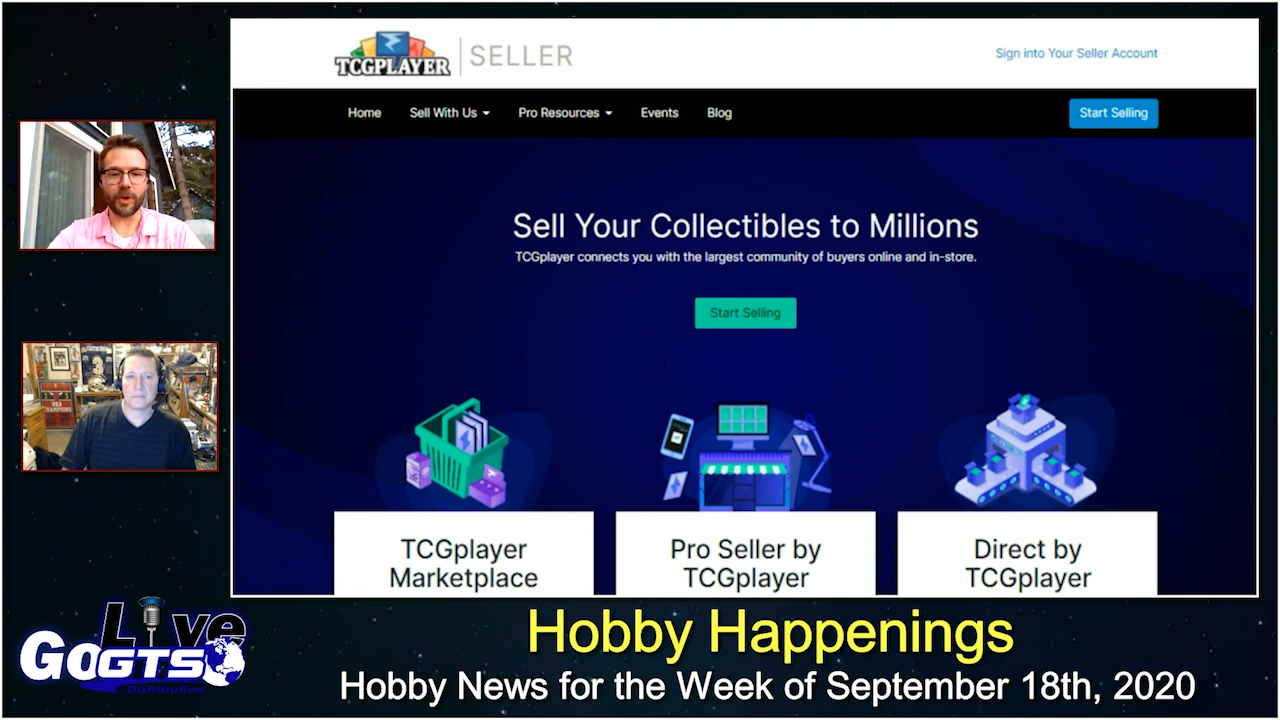 TCGPLAYER SELLER
Sign into Your Seller Account
Home Sell With Us Pro Resources Events Blog Start Selling
Sell Your Collectibles to Millions
TCGplayer connects you with the largest community of buyers online and in-store.
Start Selling
TCGplayer
Marketplace
Pro Seller by
TCGplayer
Direct by
TCGplayer
Live
GOGTS
Distribution
Hobby Happenings
Hobby News for the Week of September 18th, 2020